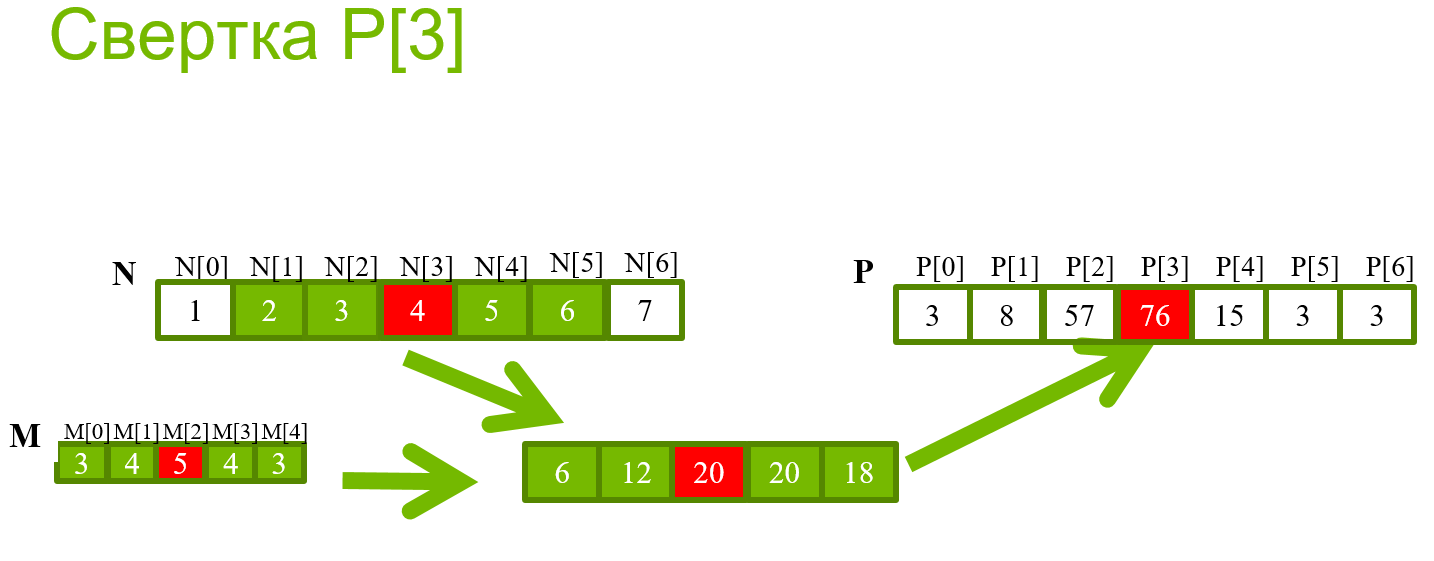 Свертка P[3]
N N[0] N[1] N[2] N[3] N[4] N[5] N[6]
1 2 3 4 5 6 7
P P[0] P[1] P[2] P[3] P[4] P[5] P[6]
3 8 57 76 15 3 3
M M[0] M[1] M[2] M[3] M[4]
3 4 5 4 3
6 12 20 20 18